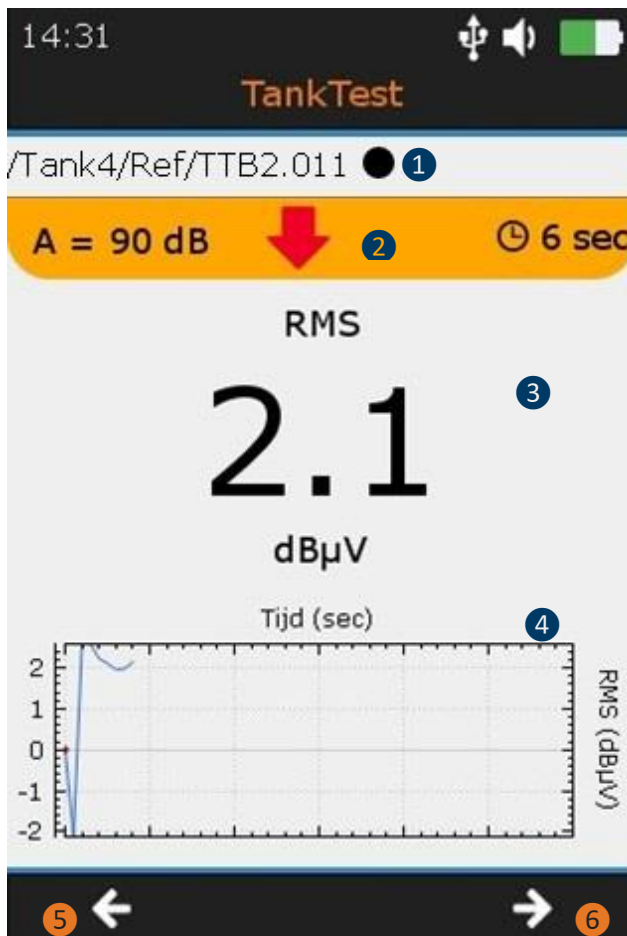 14:31
TankTest
/Tank4/Ref/TTB2.011 1
A = 90 dB 2 6 sec
RMS
2.1 3
dBµV
Tijd (sec) 4
2
1
0
-1
-2
RMS (dBµV)
5 6